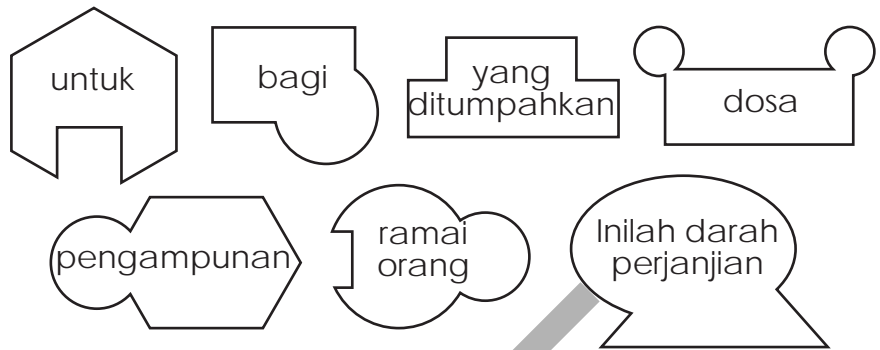 untuk
bagi
yang
ditumpahkan
dosa
pengampunan
ramai
orang
Inilah darah
perjanjian